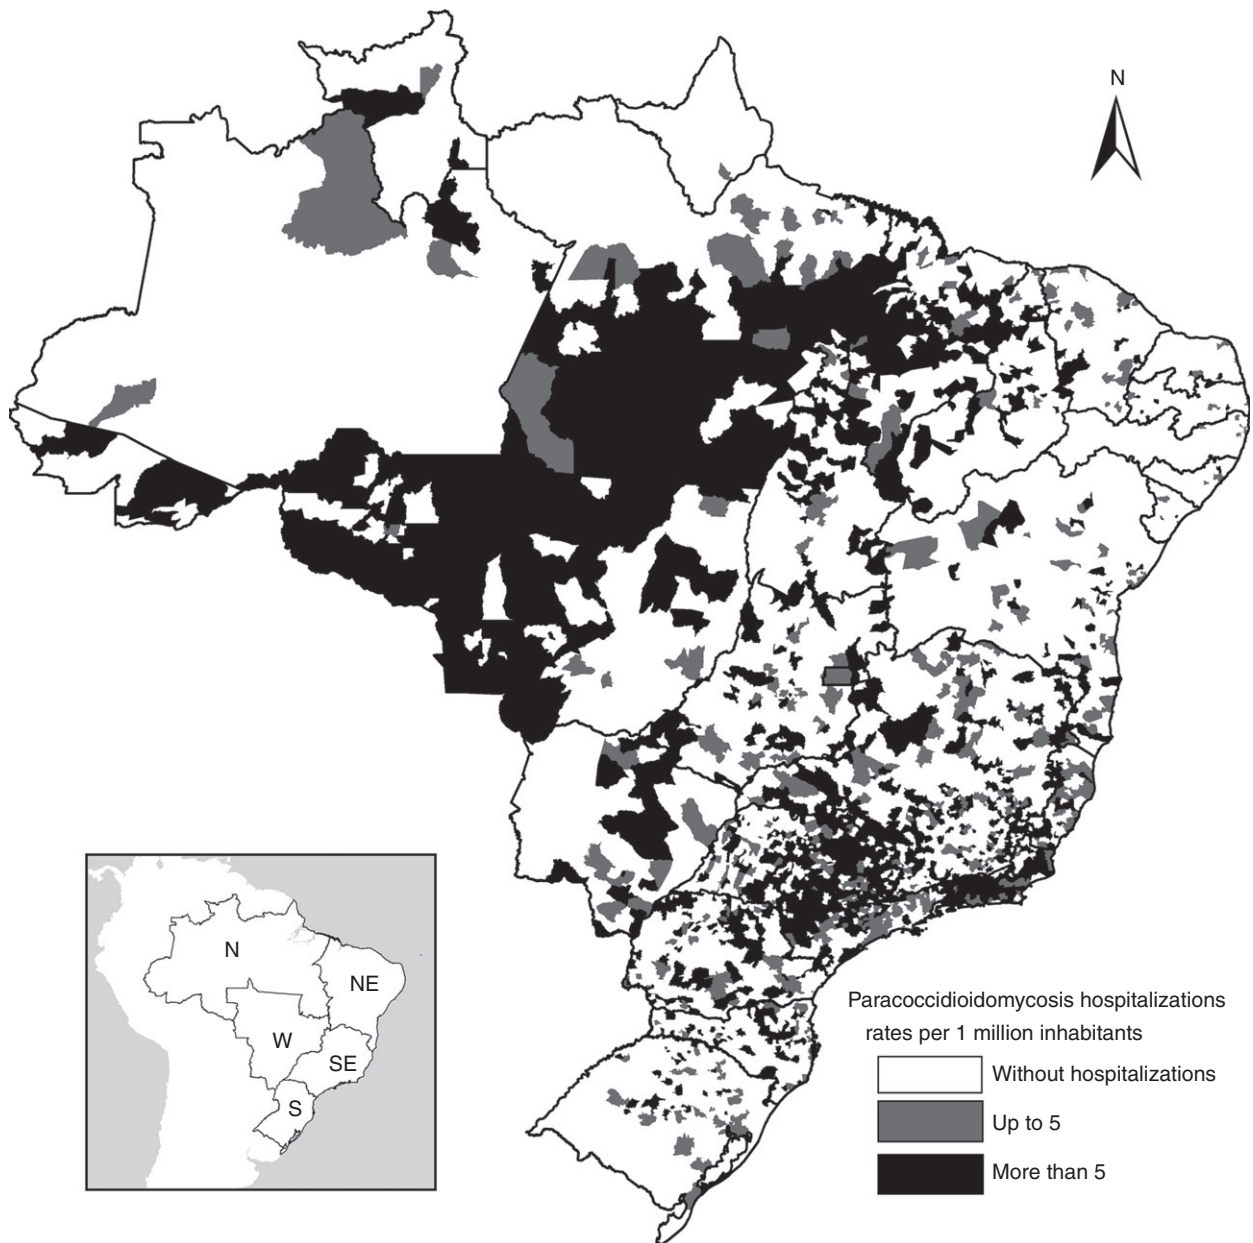 N
N
NE
W
SE
S
Paracoccidioidomycosis hospitalizations
rates per 1 million inhabitants
Without hospitalizations
Up to 5
More than 5